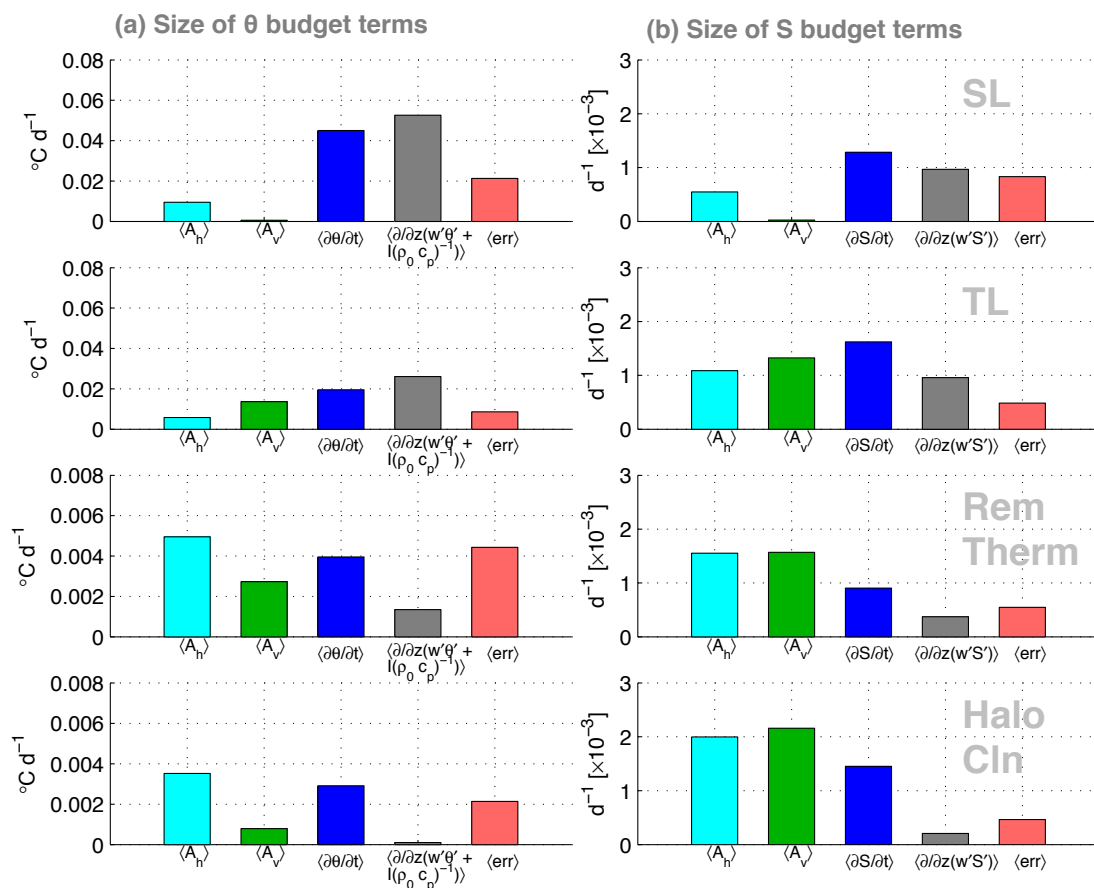 (a) Size of θ budget terms
(b) Size of S budget terms
0.08
0.06
0.04
0.02
0
°C d⁻¹
⟨A_h⟩ ⟨A_v⟩ ⟨∂θ/∂t⟩ ⟨∂/∂z(w′θ′ + ⟨err⟩
I(ρ₀ c_p)⁻¹)⟩
3
2
1
0
d⁻¹ [×10⁻³]
SL
⟨A_h⟩ ⟨A_v⟩ ⟨∂S/∂t⟩ ⟨∂/∂z(w′S′)⟩ ⟨err⟩
0.08
0.06
0.04
0.02
0
°C d⁻¹
⟨A_h⟩ ⟨A_v⟩ ⟨∂θ/∂t⟩ ⟨∂/∂z(w′θ′ + ⟨err⟩
I(ρ₀ c_p)⁻¹)⟩
3
2
1
0
d⁻¹ [×10⁻³]
TL
⟨A_h⟩ ⟨A_v⟩ ⟨∂S/∂t⟩ ⟨∂/∂z(w′S′)⟩ ⟨err⟩
0.008
0.006
0.004
0.002
0
°C d⁻¹
⟨A_h⟩ ⟨A_v⟩ ⟨∂θ/∂t⟩ ⟨∂/∂z(w′θ′ + ⟨err⟩
I(ρ₀ c_p)⁻¹)⟩
3
2
1
0
d⁻¹ [×10⁻³]
Rem
Therm
⟨A_h⟩ ⟨A_v⟩ ⟨∂S/∂t⟩ ⟨∂/∂z(w′S′)⟩ ⟨err⟩
0.008
0.006
0.004
0.002
0
°C d⁻¹
⟨A_h⟩ ⟨A_v⟩ ⟨∂θ/∂t⟩ ⟨∂/∂z(w′θ′ + ⟨err⟩
I(ρ₀ c_p)⁻¹)⟩
3
2
1
0
d⁻¹ [×10⁻³]
Halo
Cln
⟨A_h⟩ ⟨A_v⟩ ⟨∂S/∂t⟩ ⟨∂/∂z(w′S′)⟩ ⟨err⟩